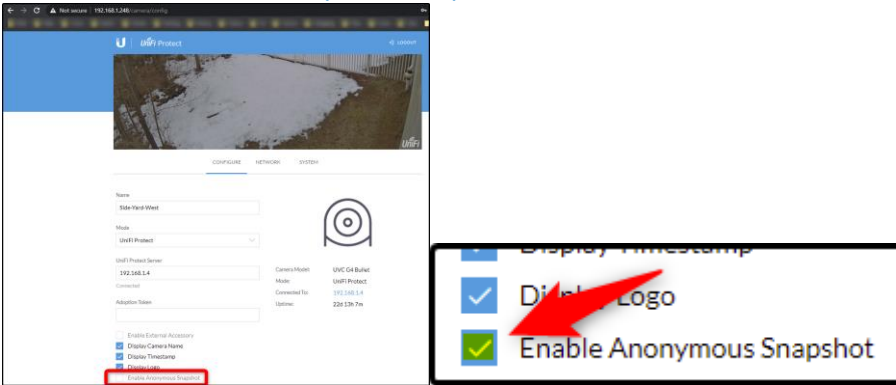 Not secure 192.168.1.248/camera/config
U UniFi Protect LOGOUT
UniFi
CONFIGURE NETWORK SYSTEM
Name
Side-Yard-West
Mode
UniFi Protect
UniFi Protect Server
192.168.1.4
Connected
Adoption Token
Camera Model: UVC G4 Bullet
Mode: UniFi Protect
Connected To: 192.168.1.4
Uptime: 22d 13h 7m
Enable External Accessory
Display Camera Name
Display Timestamp
Display Logo
Enable Anonymous Snapshot
Display Timestamp
Display Logo
Enable Anonymous Snapshot